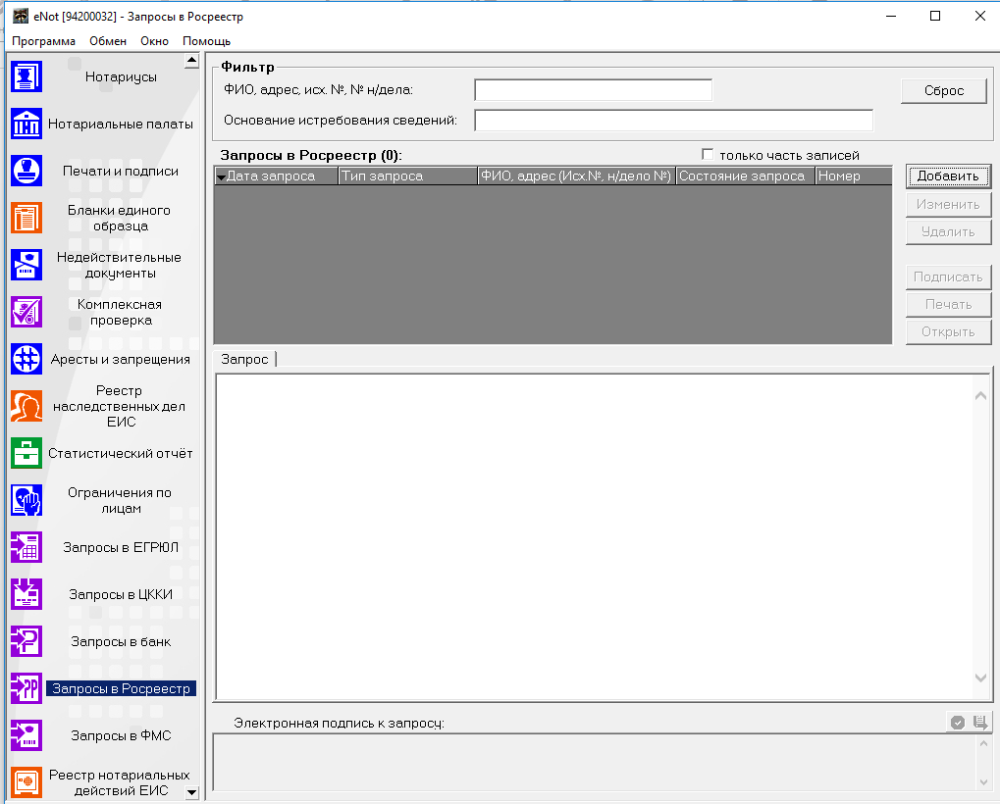 eNot [94200032] - Запросы в Росреестр
Программа Обмен Окно Помощь
Нотариусы
Нотариальные палаты
Печати и подписи
Бланки единого
образца
Недействительные
документы
Комплексная
проверка
Аресты и запрещения
Реестр
наследственных дел
ЕИС
Статистический отчёт
Ограничения по
лицам
Запросы в ЕГРЮЛ
Запросы в ЦККИ
Запросы в банк
Запросы в Росреестр
Запросы в ФМС
Реестр нотариальных
действий ЕИС
Фильтр
ФИО, адрес, исх. №, № н/дела:
Сброс
Основание истребования сведений:
Запросы в Росреестр (0):
только часть записей
Дата запроса Тип запроса ФИО, адрес (Исх.№, н/дело №) Состояние запроса Номер
Добавить
Изменить
Удалить
Подписать
Печать
Открыть
Запрос
Электронная подпись к запросу: